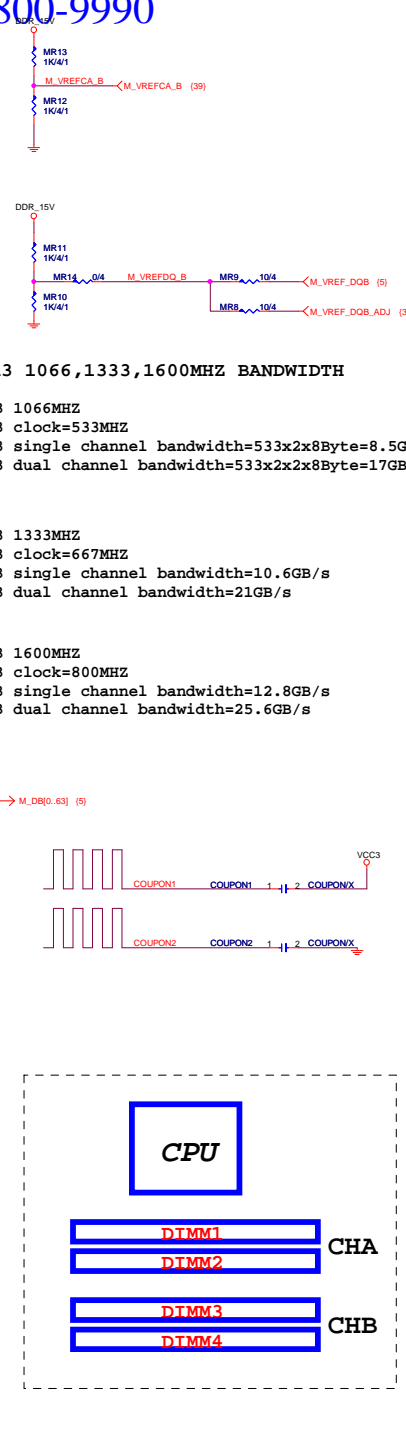 800-9990
DDR_15V
MR13
1K/4/1
M_VREFCA_B M_VREFCA_B (39)
MR12
1K/4/1
DDR_15V
MR11
1K/4/1
MR14 0/4 M_VREFDQ_B MR9 10/4 M_VREF_DQB (5)
MR10
1K/4/1
MR8 10/4 M_VREF_DQB_ADJ (3
3 1066,1333,1600MHZ BANDWIDTH
3 1066MHZ
3 clock=533MHZ
3 single channel bandwidth=533x2x8Byte=8.5G
3 dual channel bandwidth=533x2x2x8Byte=17GB
3 1333MHZ
3 clock=667MHZ
3 single channel bandwidth=10.6GB/s
3 dual channel bandwidth=21GB/s
3 1600MHZ
3 clock=800MHZ
3 single channel bandwidth=12.8GB/s
3 dual channel bandwidth=25.6GB/s
M_DB[0..63] (5)
VCC3
COUPON1 COUPON1 1 2 COUPON/X
COUPON2 COUPON2 1 2 COUPON/X
CPU
DIMM1
CHA
DIMM2
DIMM3
CHB
DIMM4